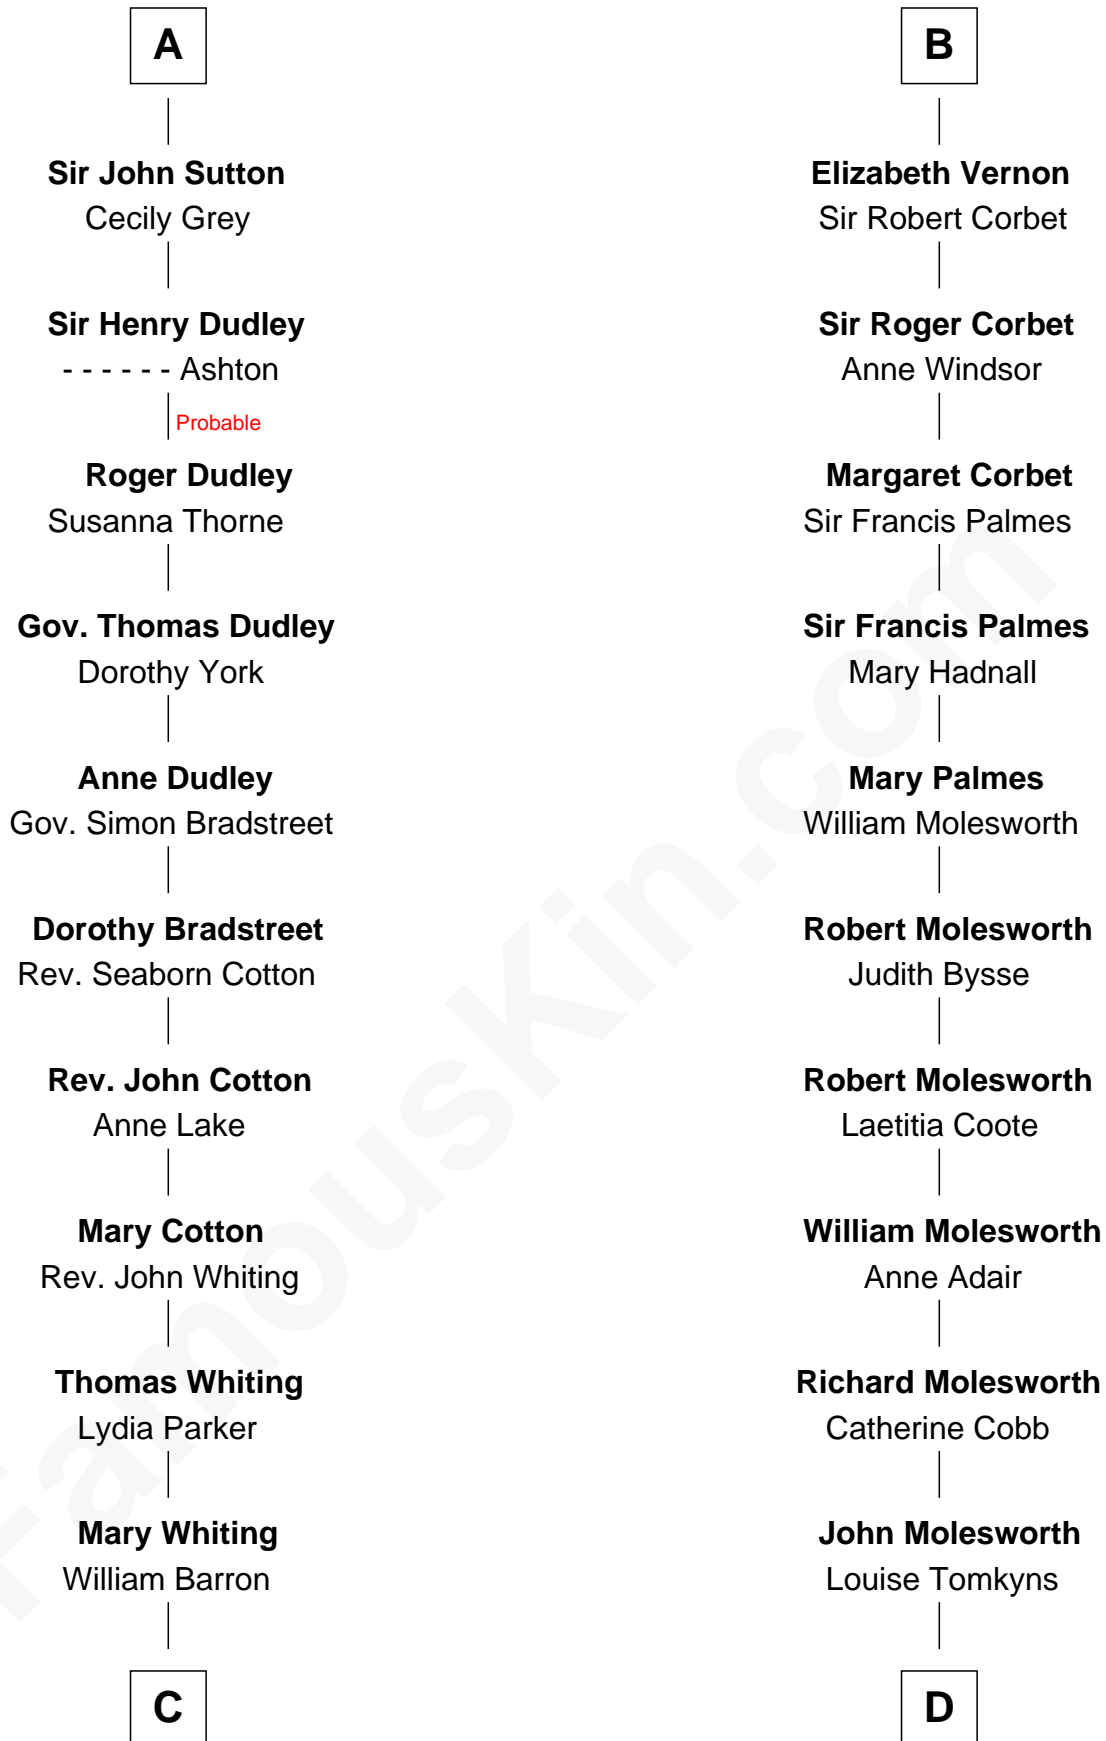 A
Sir John Sutton
Cecily Grey
Sir Henry Dudley
- - - - - - Ashton
Probable
Roger Dudley
Susanna Thorne
Gov. Thomas Dudley
Dorothy York
Anne Dudley
Gov. Simon Bradstreet
Dorothy Bradstreet
Rev. Seaborn Cotton
Rev. John Cotton
Anne Lake
Mary Cotton
Rev. John Whiting
Thomas Whiting
Lydia Parker
Mary Whiting
William Barron
C
B
Elizabeth Vernon
Sir Robert Corbet
Sir Roger Corbet
Anne Windsor
Margaret Corbet
Sir Francis Palmes
Sir Francis Palmes
Mary Hadnall
Mary Palmes
William Molesworth
Robert Molesworth
Judith Bysse
Robert Molesworth
Laetitia Coote
William Molesworth
Anne Adair
Richard Molesworth
Catherine Cobb
John Molesworth
Louise Tomkyns
D
FamousKin.com